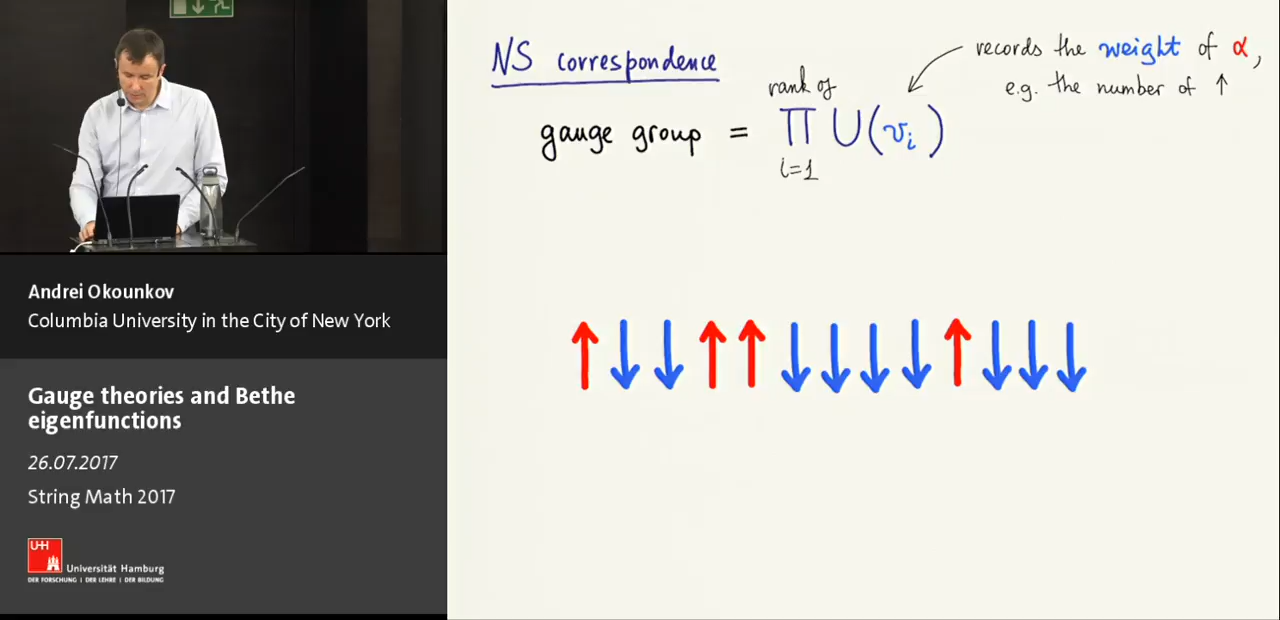 Andrei Okounkov
Columbia University in the City of New York
Gauge theories and Bethe
eigenfunctions
26.07.2017
String Math 2017
UH
Universität Hamburg
DER FORSCHUNG | DER LEHRE | DER BILDUNG
NS correspondence
records the weight of α,
e.g. the number of ↑
rank of
gauge group = Π U(vᵢ)
i=1